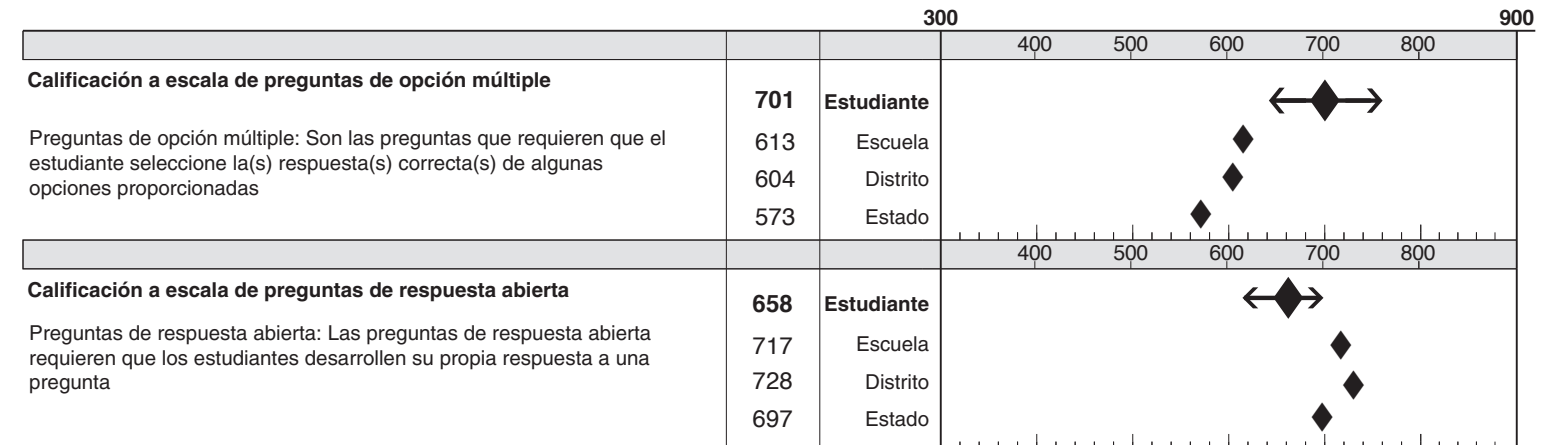 300 900
400 500 600 700 800
Calificación a escala de preguntas de opción múltiple
701 Estudiante
Preguntas de opción múltiple: Son las preguntas que requieren que el
estudiante seleccione la(s) respuesta(s) correcta(s) de algunas
opciones proporcionadas
613 Escuela
604 Distrito
573 Estado
400 500 600 700 800
Calificación a escala de preguntas de respuesta abierta
658 Estudiante
Preguntas de respuesta abierta: Las preguntas de respuesta abierta
requieren que los estudiantes desarrollen su propia respuesta a una
pregunta
717 Escuela
728 Distrito
697 Estado